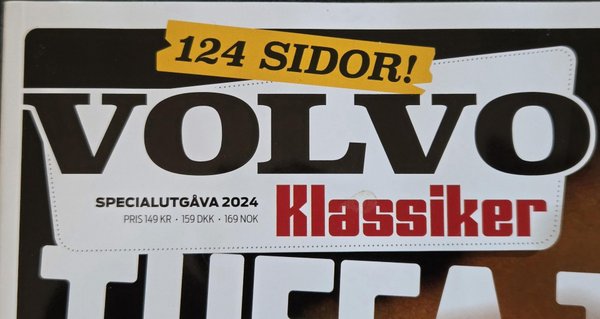 124 SIDOR!
VOLVO
SPECIALUTGÅVA 2024
PRIS 149 KR · 159 DKK · 169 NOK
Klassiker